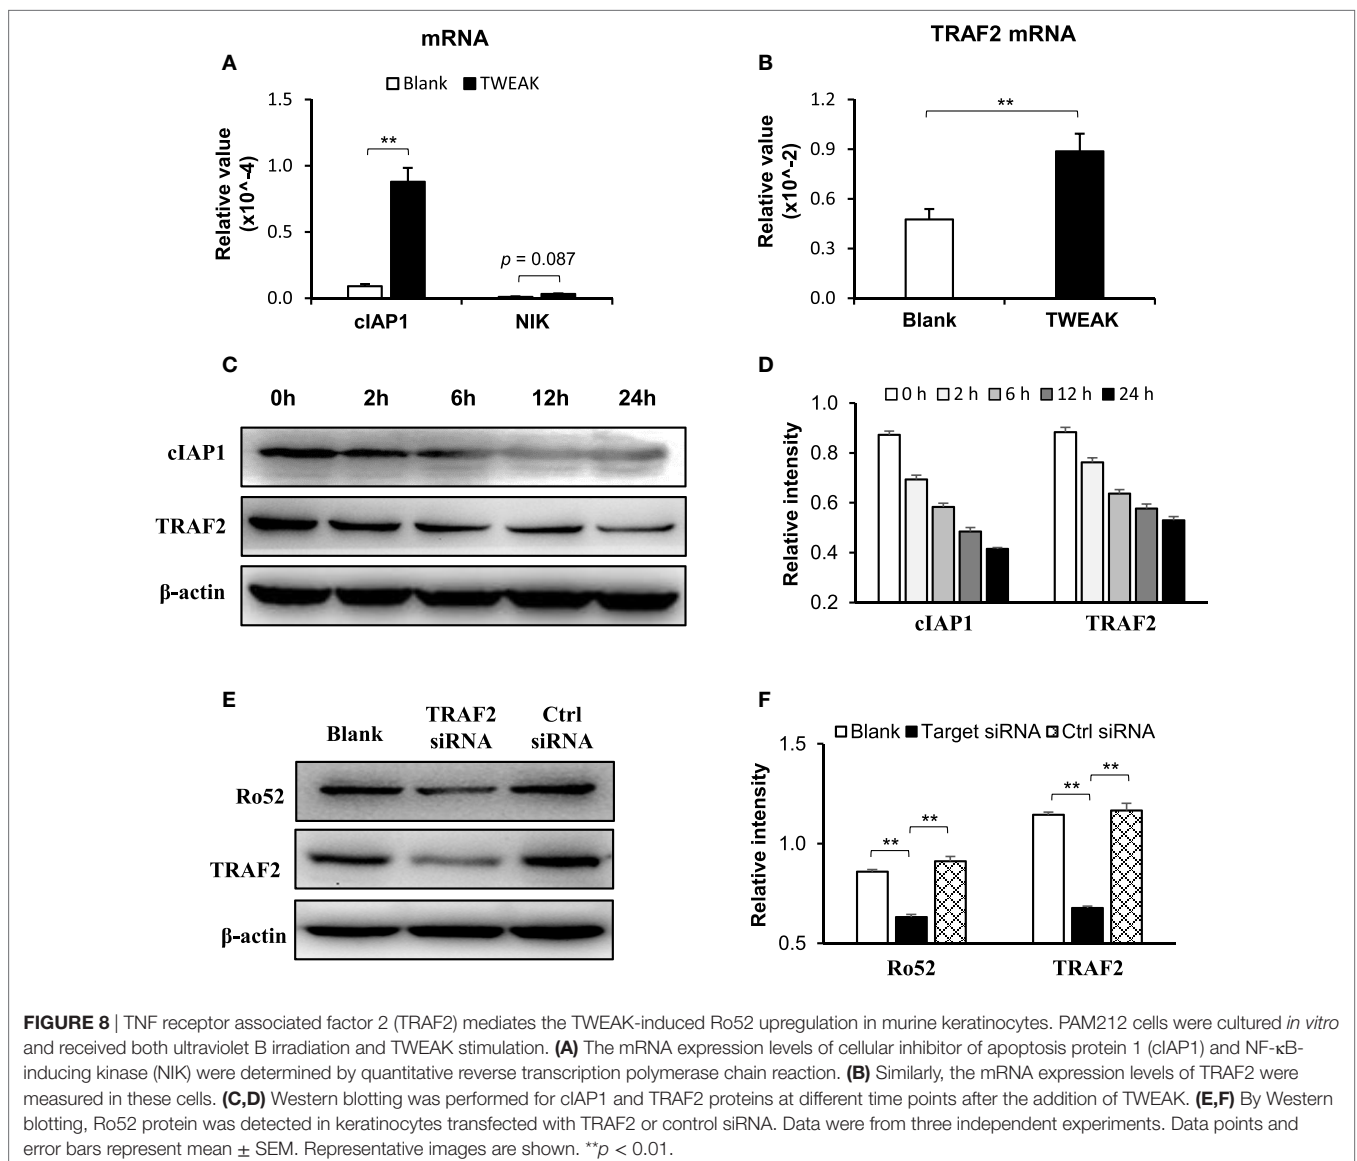 mRNA
A
Blank TWEAK
1.5
1.0
0.5
0.0
Relative value
(x10^-4)
**
p = 0.087
cIAP1 NIK
TRAF2 mRNA
B
1.2
0.9
0.6
0.3
0.0
Relative value
(x10^-2)
**
Blank TWEAK
C
0h 2h 6h 12h 24h
cIAP1
TRAF2
β-actin
D
0 h 2 h 6 h 12 h 24 h
1.0
0.8
0.6
0.4
0.2
Relative intensity
cIAP1 TRAF2
E
Blank TRAF2 siRNA Ctrl siRNA
Ro52
TRAF2
β-actin
F
Blank Target siRNA Ctrl siRNA
1.5
1.0
0.5
Relative intensity
** ** ** **
Ro52 TRAF2
FIGURE 8 | TNF receptor associated factor 2 (TRAF2) mediates the TWEAK-induced Ro52 upregulation in murine keratinocytes. PAM212 cells were cultured in vitro
and received both ultraviolet B irradiation and TWEAK stimulation. (A) The mRNA expression levels of cellular inhibitor of apoptosis protein 1 (cIAP1) and NF-κB-
inducing kinase (NIK) were determined by quantitative reverse transcription polymerase chain reaction. (B) Similarly, the mRNA expression levels of TRAF2 were
measured in these cells. (C,D) Western blotting was performed for cIAP1 and TRAF2 proteins at different time points after the addition of TWEAK. (E,F) By Western
blotting, Ro52 protein was detected in keratinocytes transfected with TRAF2 or control siRNA. Data were from three independent experiments. Data points and
error bars represent mean ± SEM. Representative images are shown. **p < 0.01.